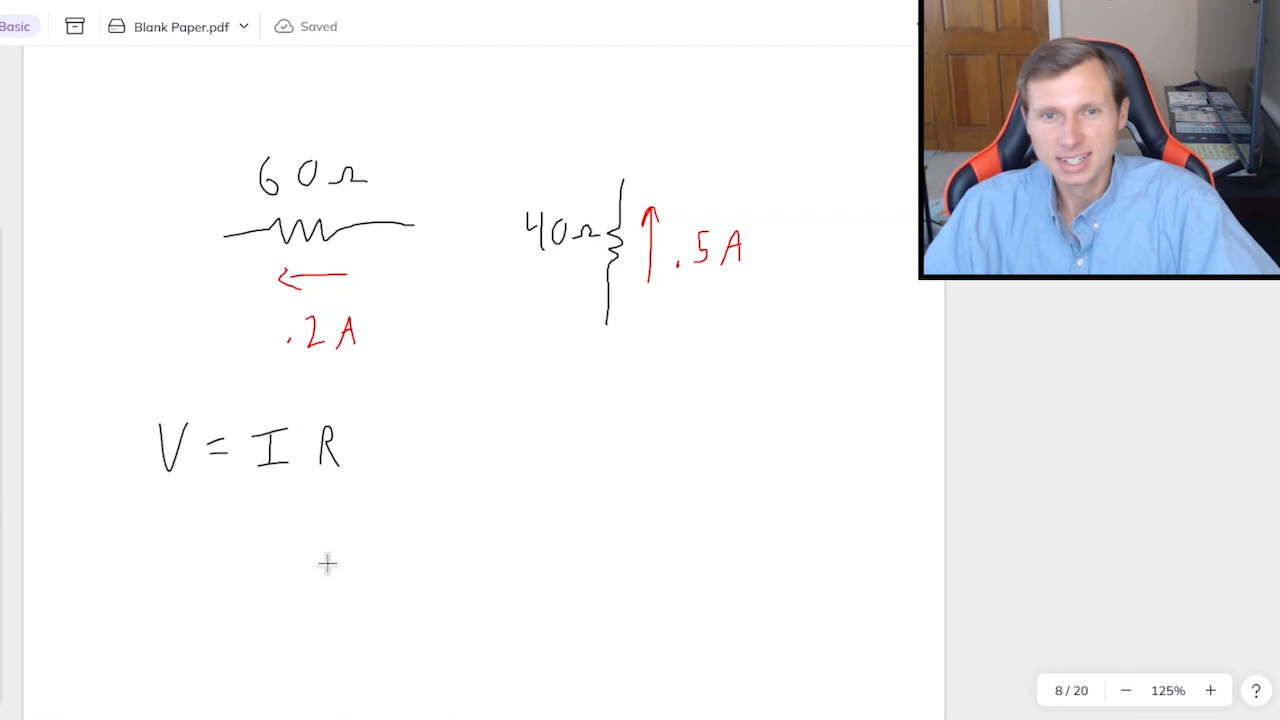 Basic
Blank Paper.pdf
Saved
60Ω
.2A
40Ω
.5A
V = I R
8 / 20
125%
?